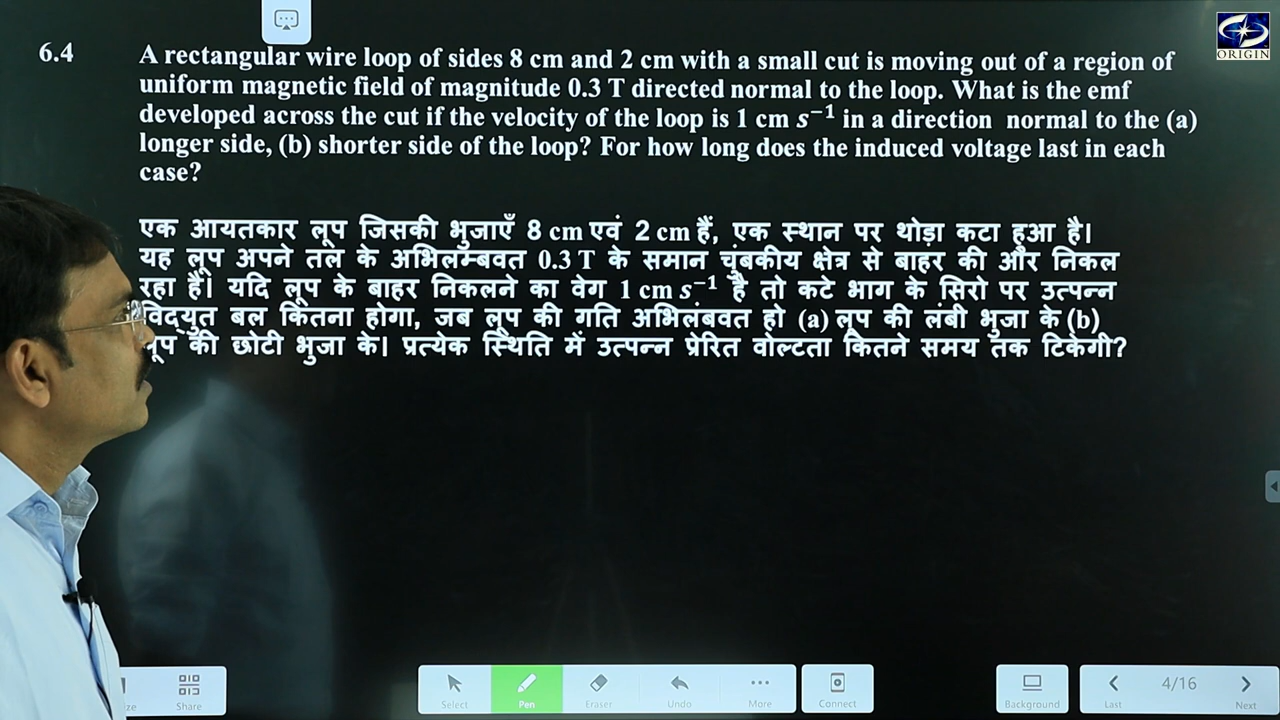 ORIGIN
6.4 A rectangular wire loop of sides 8 cm and 2 cm with a small cut is moving out of a region of
uniform magnetic field of magnitude 0.3 T directed normal to the loop. What is the emf
developed across the cut if the velocity of the loop is 1 cm s⁻¹ in a direction normal to the (a)
longer side, (b) shorter side of the loop? For how long does the induced voltage last in each
case?
एक आयतकार लूप जिसकी भुजाएँ 8 cm एवं 2 cm हैं, एक स्थान पर थोड़ा कटा हुआ है।
यह लूप अपने तल के अभिलम्बवत 0.3 T के समान चुंबकीय क्षेत्र से बाहर की और निकल
रहा है। यदि लूप के बाहर निकलने का वेग 1 cm s⁻¹ है तो कटे भाग के सिरो पर उत्पन्न
विद्युत बल कितना होगा, जब लूप की गति अभिलंबवत हो (a) लूप की लंबी भुजा के (b)
लूप की छोटी भुजा के। प्रत्येक स्थिति में उत्पन्न प्रेरित वोल्टता कितने समय तक टिकेगी?
Share Select Pen Eraser Undo More Connect Background Last 4/16 Next